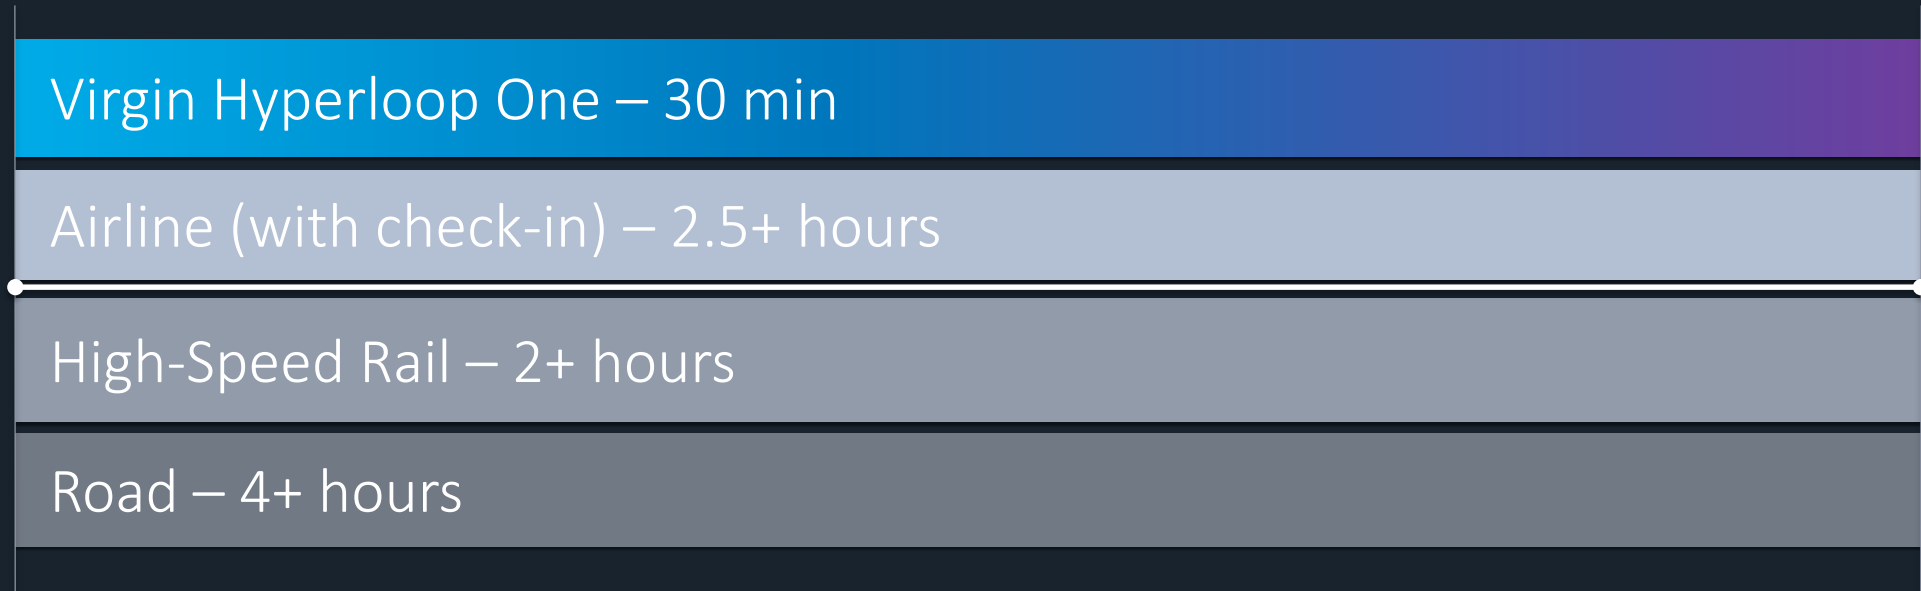 Virgin Hyperloop One – 30 min
Airline (with check-in) – 2.5+ hours
High-Speed Rail – 2+ hours
Road – 4+ hours